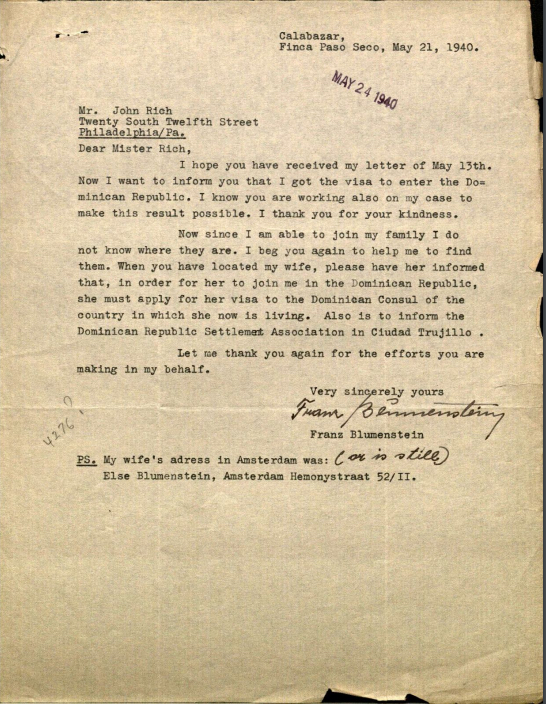 Calabazar,
Finca Paso Seco, May 21, 1940.
MAY 24 1940
Mr. John Rich
Twenty South Twelfth Street
Philadelphia/Pa.
Dear Mister Rich,
I hope you have received my letter of May 13th.
Now I want to inform you that I got the visa to enter the Do=
minican Republic. I know you are working also on my case to
make this result possible. I thank you for your kindness.
Now since I am able to join my family I do
not know where they are. I beg you again to help me to find
them. When you have located my wife, please have her informed
that, in order for her to join me in the Dominican Republic,
she must apply for her visa to the Dominican Consul of the
country in which she now is living. Also is to inform the
Dominican Republic Settlemet Association in Ciudad Trujillo .
Let me thank you again for the efforts you are
making in my behalf.
Very sincerely yours
Franz Blumenstein
Franz Blumenstein
4276?
PS. My wife's adress in Amsterdam was: (or is still)
Else Blumenstein, Amsterdam Hemonystraat 52/II.